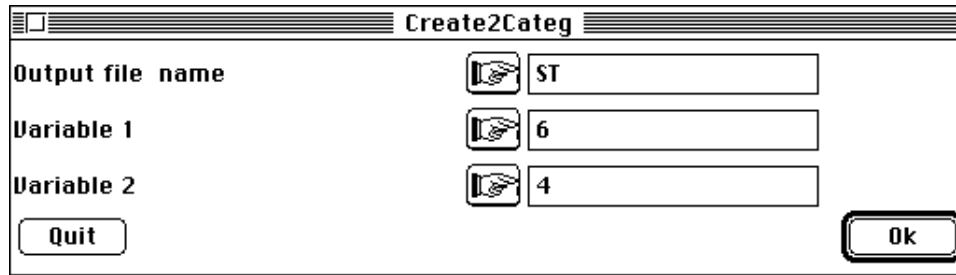 Create2Categ
Output file name ST
Variable 1 6
Variable 2 4
Quit Ok